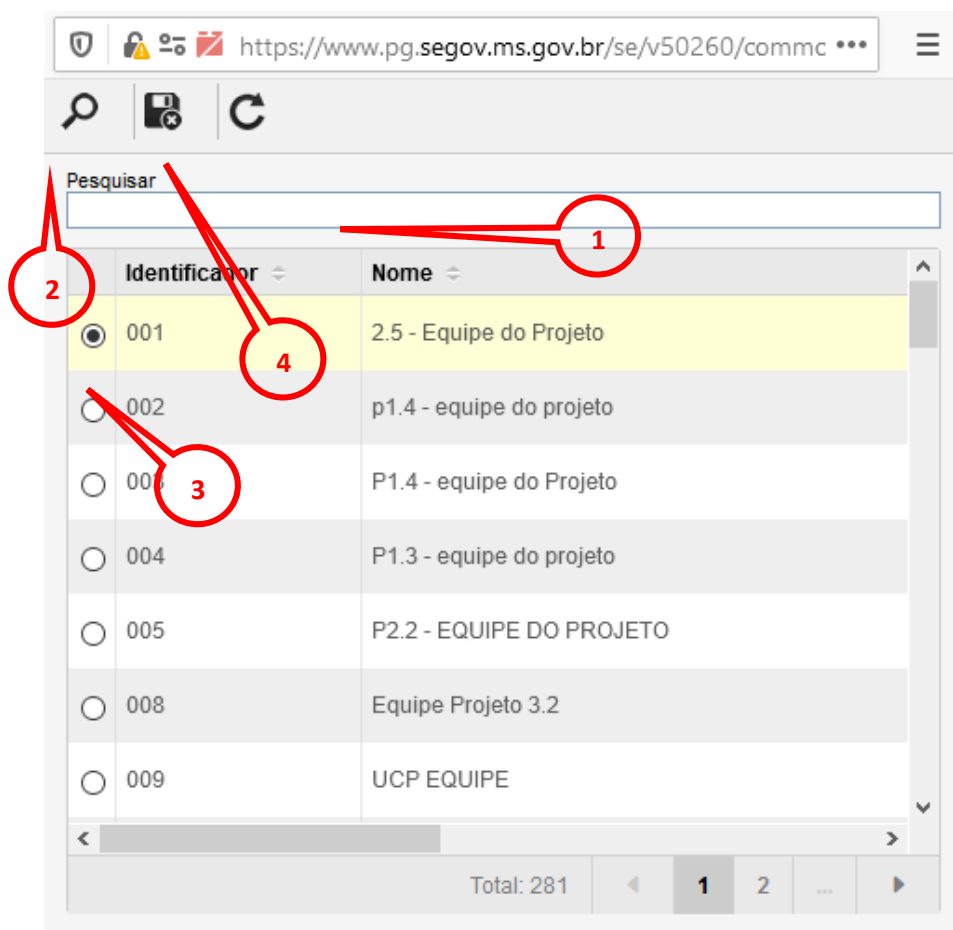 https://www.pg.segov.ms.gov.br/se/v50260/commc •••
Pesquisar
1
2
Identificador Nome
001 2.5 - Equipe do Projeto
4
002 p1.4 - equipe do projeto
003 P1.4 - equipe do Projeto
3
004 P1.3 - equipe do projeto
005 P2.2 - EQUIPE DO PROJETO
008 Equipe Projeto 3.2
009 UCP EQUIPE
Total: 281 1 2 ...